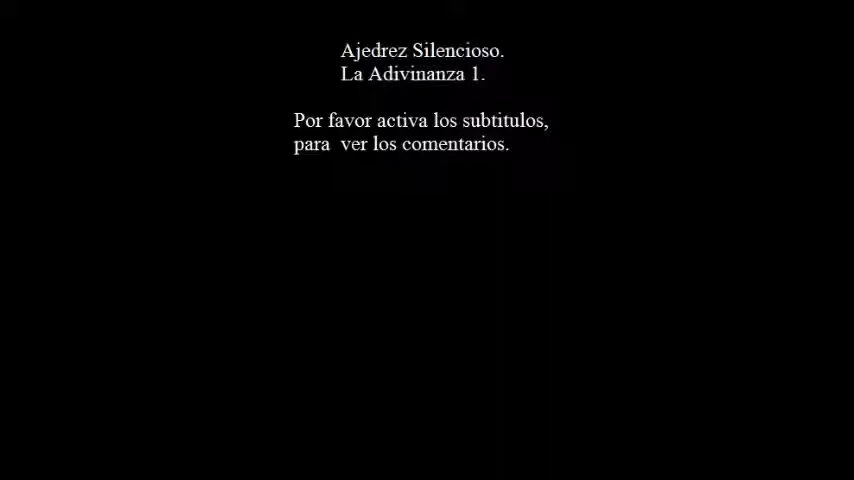 Ajedrez Silencioso.
La Adivinanza 1.
Por favor activa los subtitulos,
para  ver los comentarios.